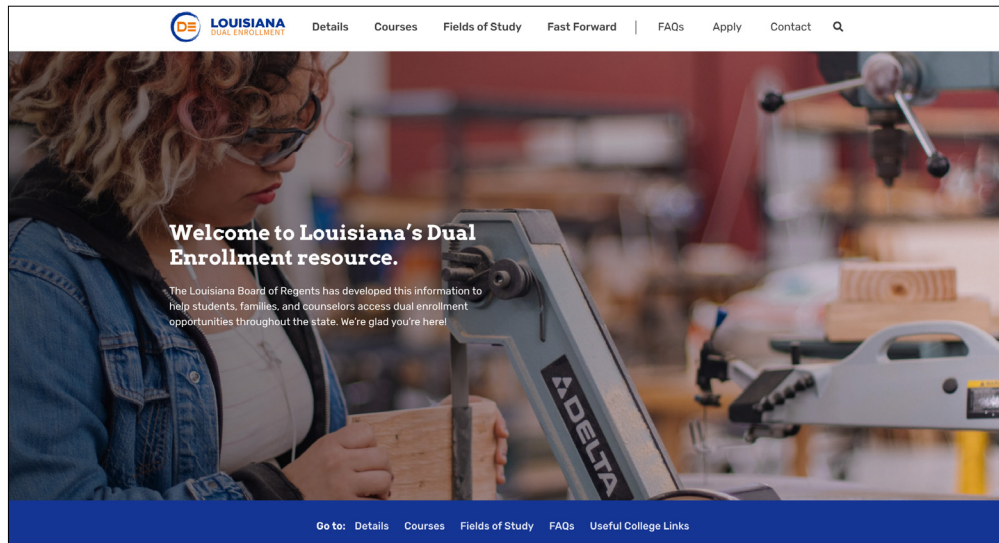 DE LOUISIANA
DUAL ENROLLMENT
Details Courses Fields of Study Fast Forward | FAQs Apply Contact
Welcome to Louisiana's Dual
Enrollment resource.
The Louisiana Board of Regents has developed this information to
help students, families, and counselors access dual enrollment
opportunities throughout the state. We're glad you're here!
DELTA
Go to: Details Courses Fields of Study FAQs Useful College Links